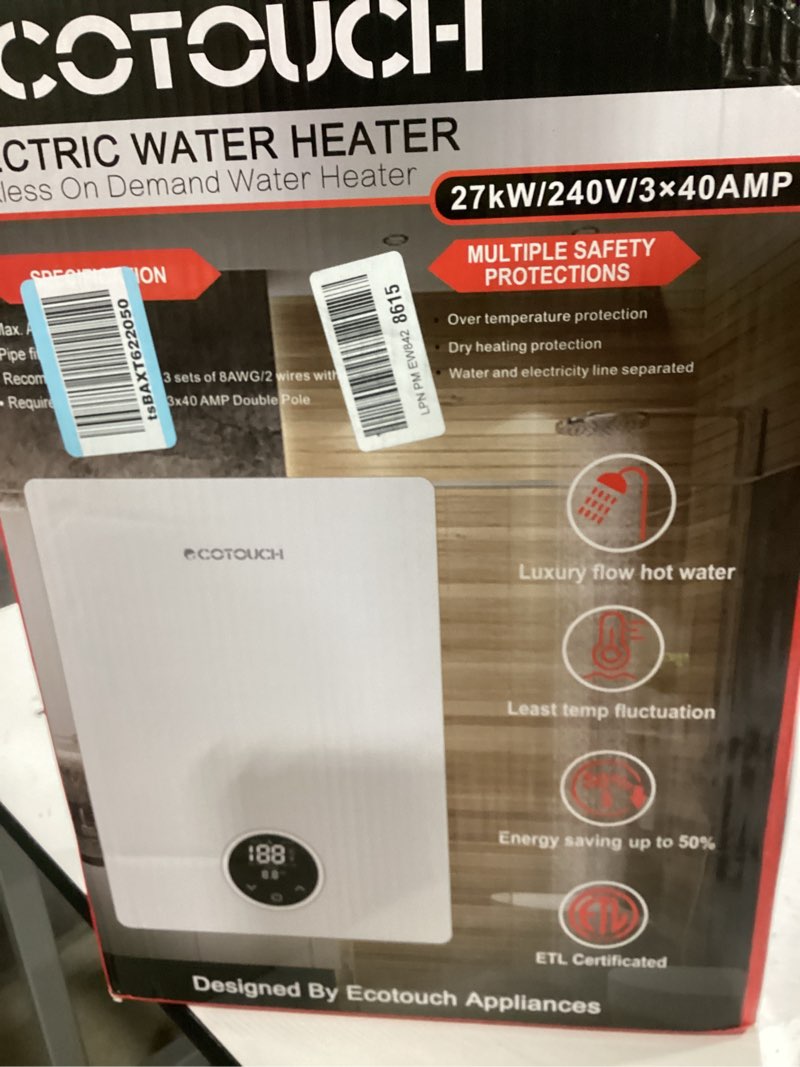 COTOUCH
CTRIC WATER HEATER
less On Demand Water Heater
27kW/240V/3×40AMP
MULTIPLE SAFETY
PROTECTIONS
• Over temperature protection
• Dry heating protection
• Water and electricity line separated
ION
Max.
Pipe fi
Recom 3 sets of 8AWG/2 wires with
• Require 3x40 AMP Double Pole
tsBAXT622050
LPN PM EW842 8615
ECOTOUCH
188
8.8
Luxury flow hot water
Least temp fluctuation
Energy saving up to 50%
ETL
ETL Certificated
Designed By Ecotouch Appliances